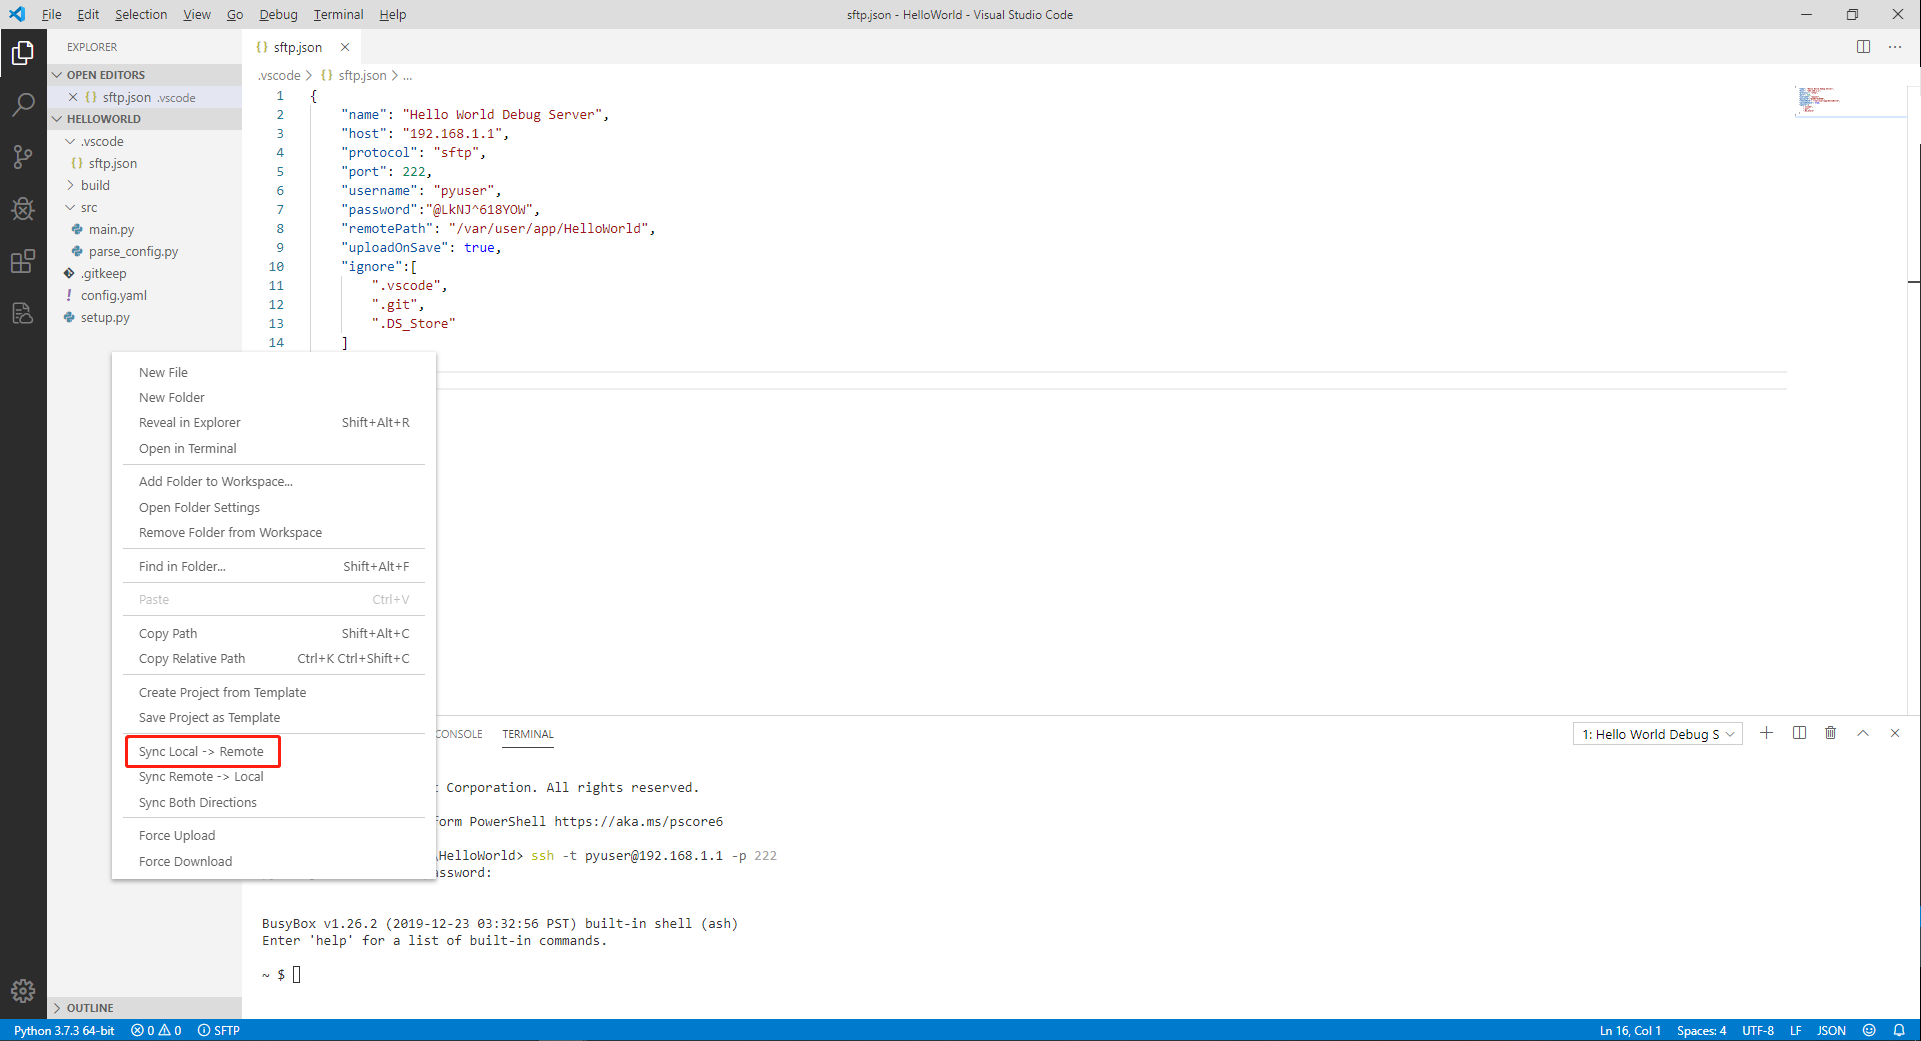 File Edit Selection View Go Debug Terminal Help
sftp.json - HelloWorld - Visual Studio Code
EXPLORER
OPEN EDITORS
sftp.json .vscode
HELLOWORLD
.vscode
sftp.json
build
src
main.py
parse_config.py
.gitkeep
config.yaml
setup.py
sftp.json
.vscode > {} sftp.json > ...
1 {
2 "name": "Hello World Debug Server",
3 "host": "192.168.1.1",
4 "protocol": "sftp",
5 "port": 222,
6 "username": "pyuser",
7 "password":"@LkNJ^618YOW",
8 "remotePath": "/var/user/app/HelloWorld",
9 "uploadOnSave": true,
10 "ignore":[
11 ".vscode",
12 ".git",
13 ".DS_Store"
14 ]
New File
New Folder
Reveal in Explorer Shift+Alt+R
Open in Terminal
Add Folder to Workspace...
Open Folder Settings
Remove Folder from Workspace
Find in Folder... Shift+Alt+F
Paste Ctrl+V
Copy Path Shift+Alt+C
Copy Relative Path Ctrl+K Ctrl+Shift+C
Create Project from Template
Save Project as Template
Sync Local -> Remote
Sync Remote -> Local
Sync Both Directions
Force Upload
Force Download
CONSOLE TERMINAL
1: Hello World Debug S
Corporation. All rights reserved.
form PowerShell https://aka.ms/pscore6
\HelloWorld> ssh -t pyuser@192.168.1.1 -p 222
assword:
BusyBox v1.26.2 (2019-12-23 03:32:56 PST) built-in shell (ash)
Enter 'help' for a list of built-in commands.
~ $
OUTLINE
Python 3.7.3 64-bit 0 0 SFTP
Ln 16, Col 1 Spaces: 4 UTF-8 LF JSON